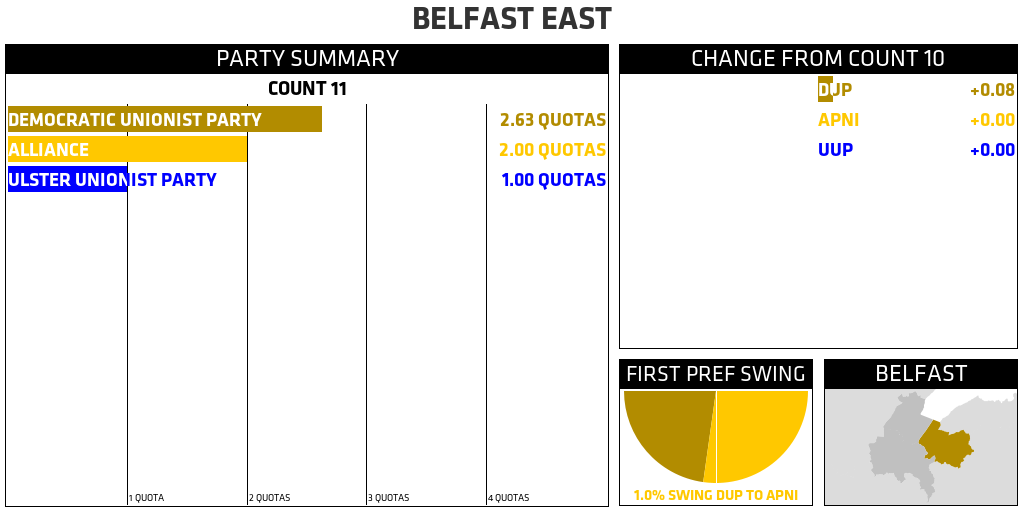 BELFAST EAST
PARTY SUMMARY
COUNT 11
DEMOCRATIC UNIONIST PARTY 2.63 QUOTAS
ALLIANCE 2.00 QUOTAS
ULSTER UNIONIST PARTY 1.00 QUOTAS
1 QUOTA 2 QUOTAS 3 QUOTAS 4 QUOTAS
CHANGE FROM COUNT 10
DUP +0.08
APNI +0.00
UUP +0.00
FIRST PREF SWING
1.0% SWING DUP TO APNI
BELFAST